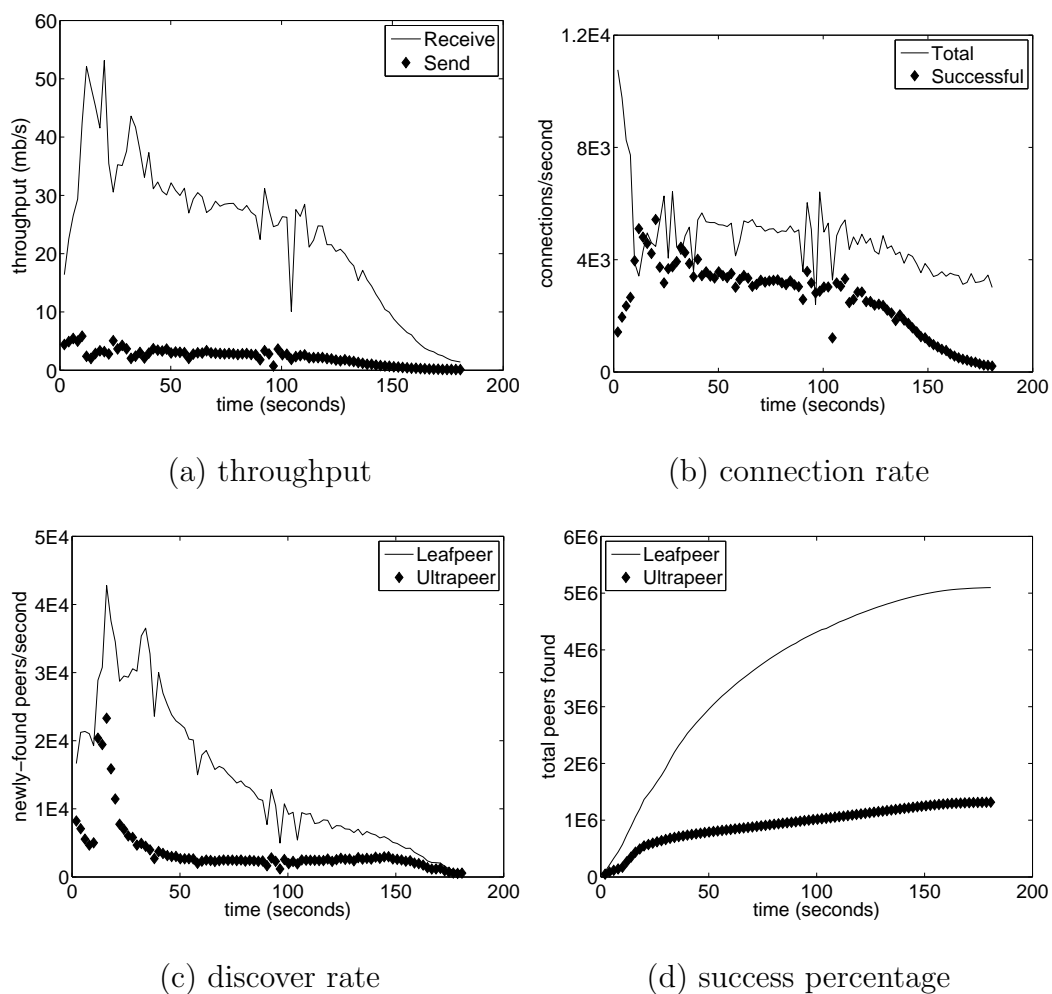 60
50
40
30
20
10
0
0 50 100 150 200
throughput (mb/s)
time (seconds)
Receive
Send
(a) throughput
1.2E4
8E3
4E3
0
0 50 100 150 200
connections/second
time (seconds)
Total
Successful
(b) connection rate
5E4
4E4
3E4
2E4
1E4
0
0 50 100 150 200
newly-found peers/second
time (seconds)
Leafpeer
Ultrapeer
(c) discover rate
6E6
5E6
4E6
3E6
2E6
1E6
0
0 50 100 150 200
total peers found
time (seconds)
Leafpeer
Ultrapeer
(d) success percentage